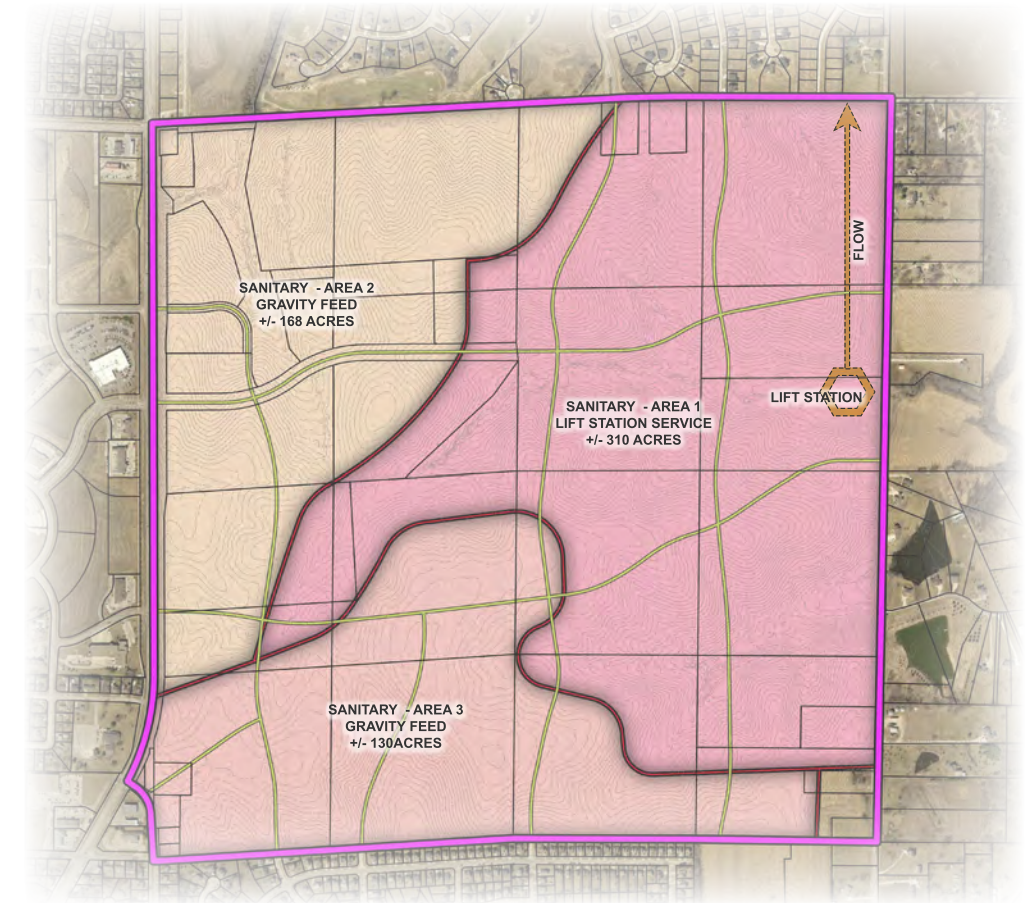 FLOW
SANITARY - AREA 2
GRAVITY FEED
+/- 168 ACRES
LIFT STATION
SANITARY - AREA 1
LIFT STATION SERVICE
+/- 310 ACRES
SANITARY - AREA 3
GRAVITY FEED
+/- 130ACRES